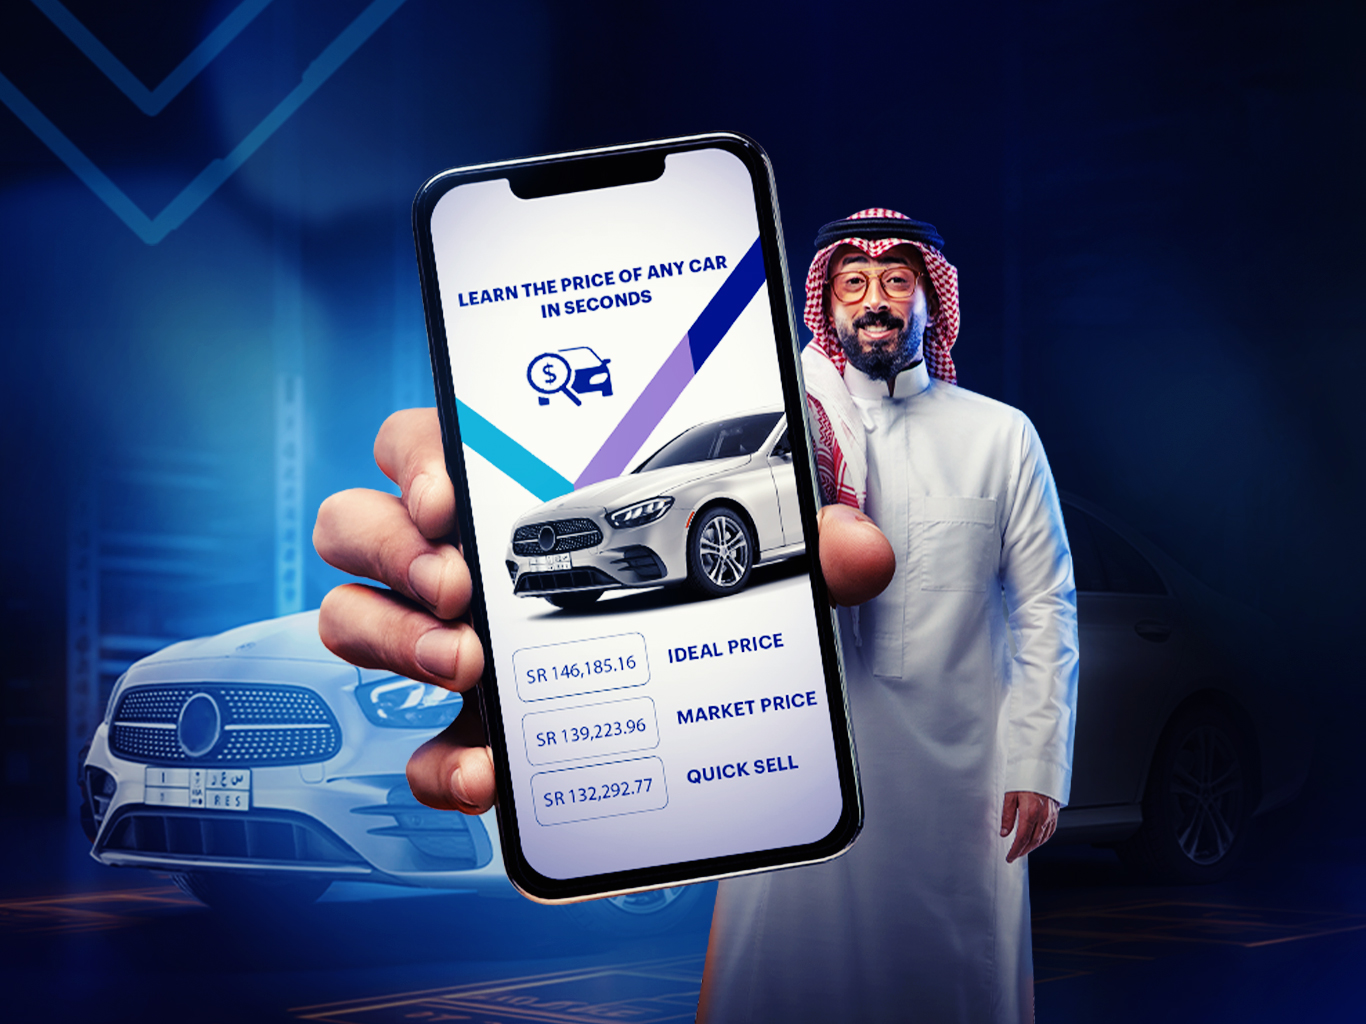 LEARN THE PRICE OF ANY CAR
IN SECONDS
$
SR 146,185.16 IDEAL PRICE
SR 139,223.96 MARKET PRICE
SR 132,292.77 QUICK SELL